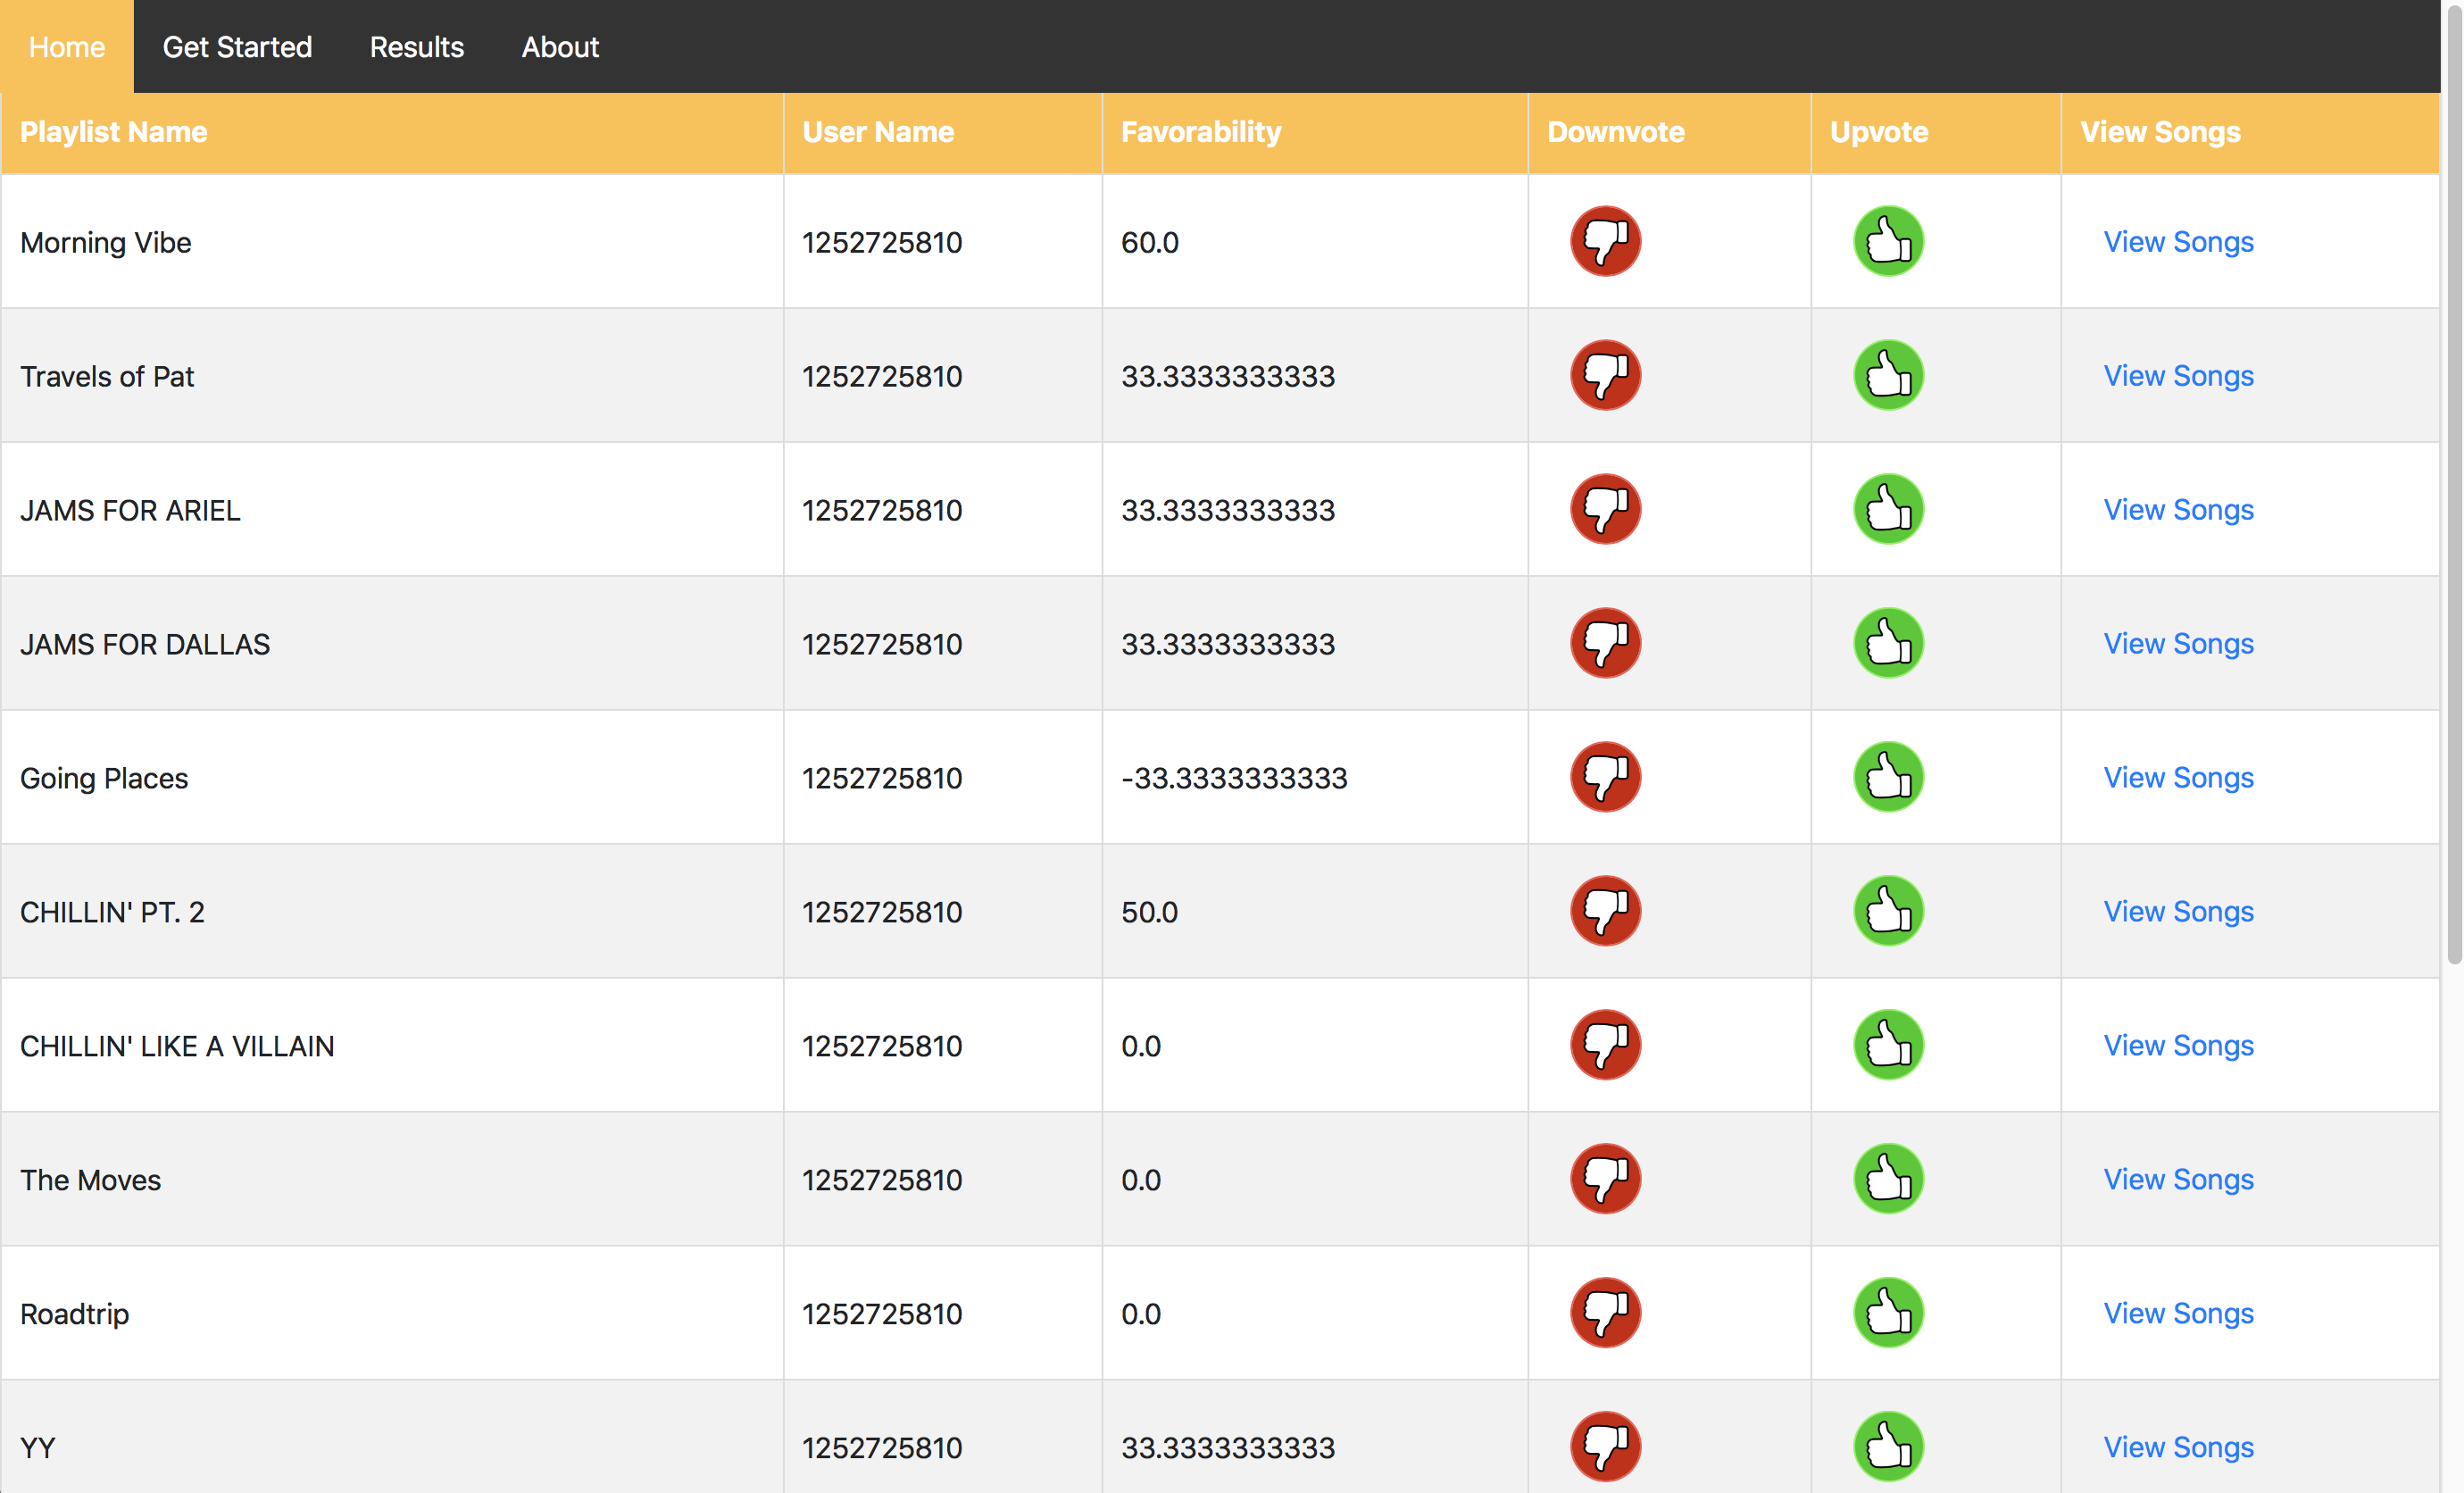 Home Get Started Results About
Playlist Name User Name Favorability Downvote Upvote View Songs
Morning Vibe 1252725810 60.0 View Songs
Travels of Pat 1252725810 33.3333333333 View Songs
JAMS FOR ARIEL 1252725810 33.3333333333 View Songs
JAMS FOR DALLAS 1252725810 33.3333333333 View Songs
Going Places 1252725810 -33.3333333333 View Songs
CHILLIN' PT. 2 1252725810 50.0 View Songs
CHILLIN' LIKE A VILLAIN 1252725810 0.0 View Songs
The Moves 1252725810 0.0 View Songs
Roadtrip 1252725810 0.0 View Songs
YY 1252725810 33.3333333333 View Songs